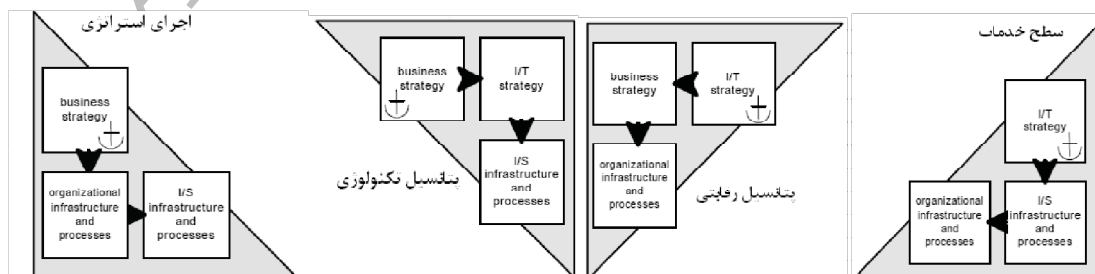 اجرای استراتژی
business
strategy
organizational
infrastructure
and
processes
I/S
infrastructure
and
processes
business
strategy
I/T
strategy
I/S
infrastructure
and
processes
پتانسیل تکنولوژی
business
strategy
I/T
strategy
organizational
infrastructure
and
processes
پتانسیل رقابتی
سطح خدمات
I/T
strategy
organizational
infrastructure
and
processes
I/S
infrastructure
and
processes